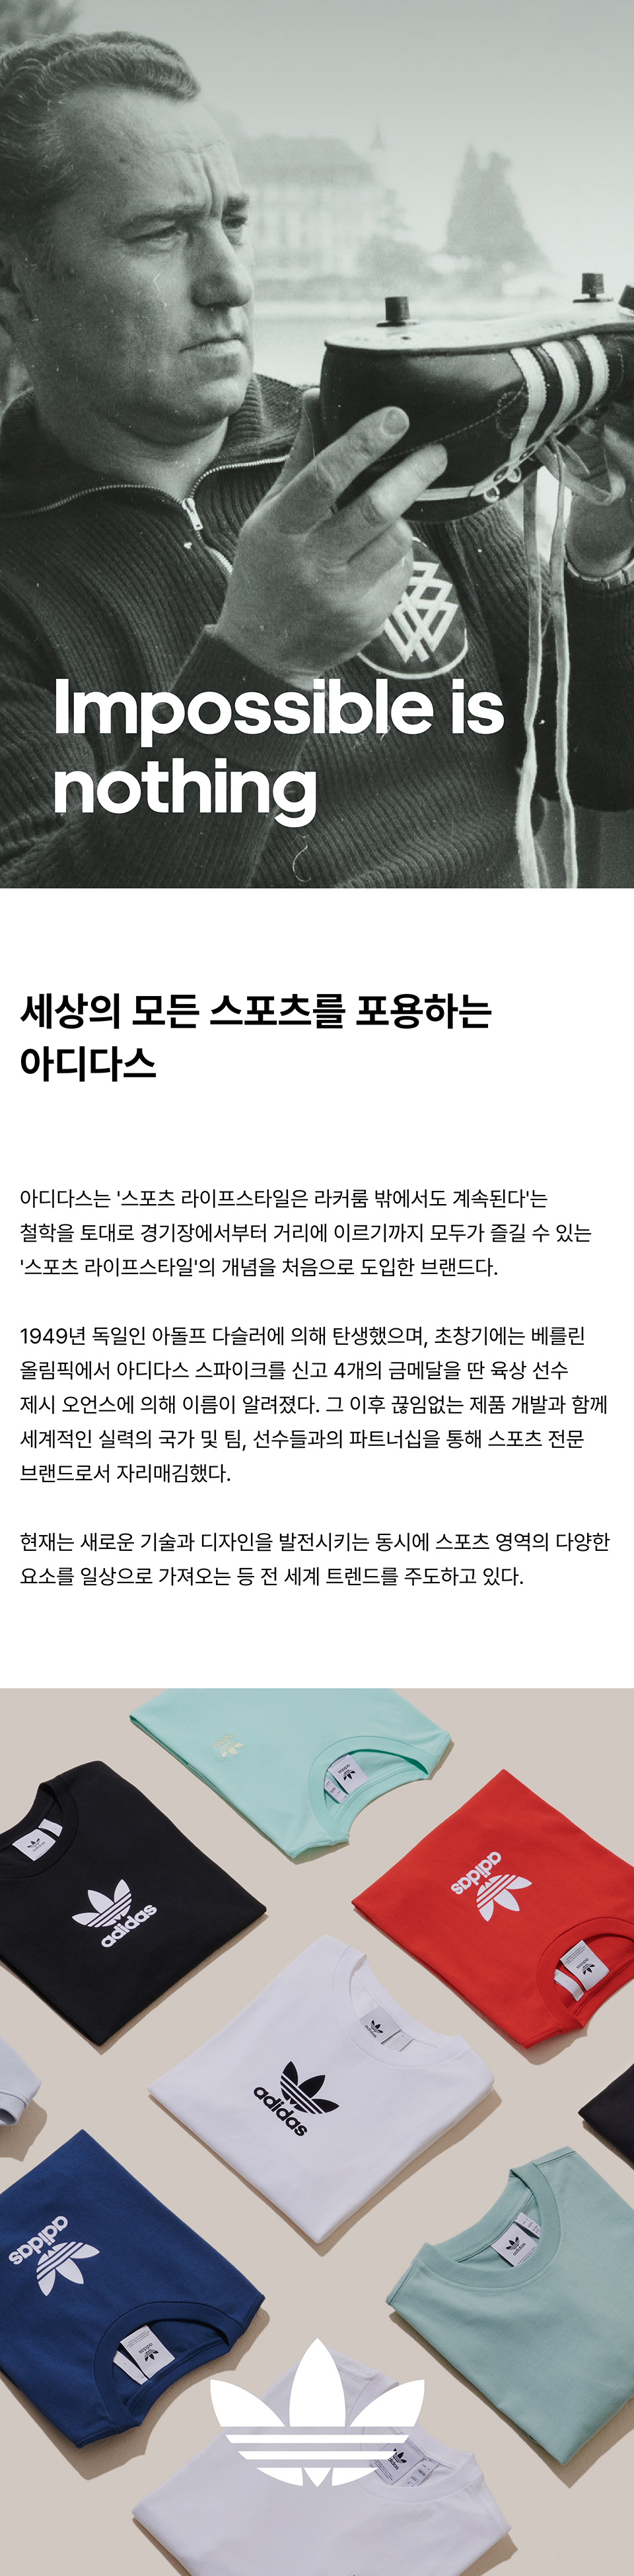 Impossible is
nothing
세상의 모든 스포츠를 포용하는
아디다스
아디다스는 '스포츠 라이프스타일은 라커룸 밖에서도 계속된다'는
철학을 토대로 경기장에서부터 거리에 이르기까지 모두가 즐길 수 있는
'스포츠 라이프스타일'의 개념을 처음으로 도입한 브랜드다.
1949년 독일인 아돌프 다슬러에 의해 탄생했으며, 초창기에는 베를린
올림픽에서 아디다스 스파이크를 신고 4개의 금메달을 딴 육상 선수
제시 오언스에 의해 이름이 알려졌다. 그 이후 끊임없는 제품 개발과 함께
세계적인 실력의 국가 및 팀, 선수들과의 파트너십을 통해 스포츠 전문
브랜드로서 자리매김했다.
현재는 새로운 기술과 디자인을 발전시키는 동시에 스포츠 영역의 다양한
요소를 일상으로 가져오는 등 전 세계 트렌드를 주도하고 있다.
adidas
adidas
adidas
adidas
adidas
adidas
adidas
adidas
adidas